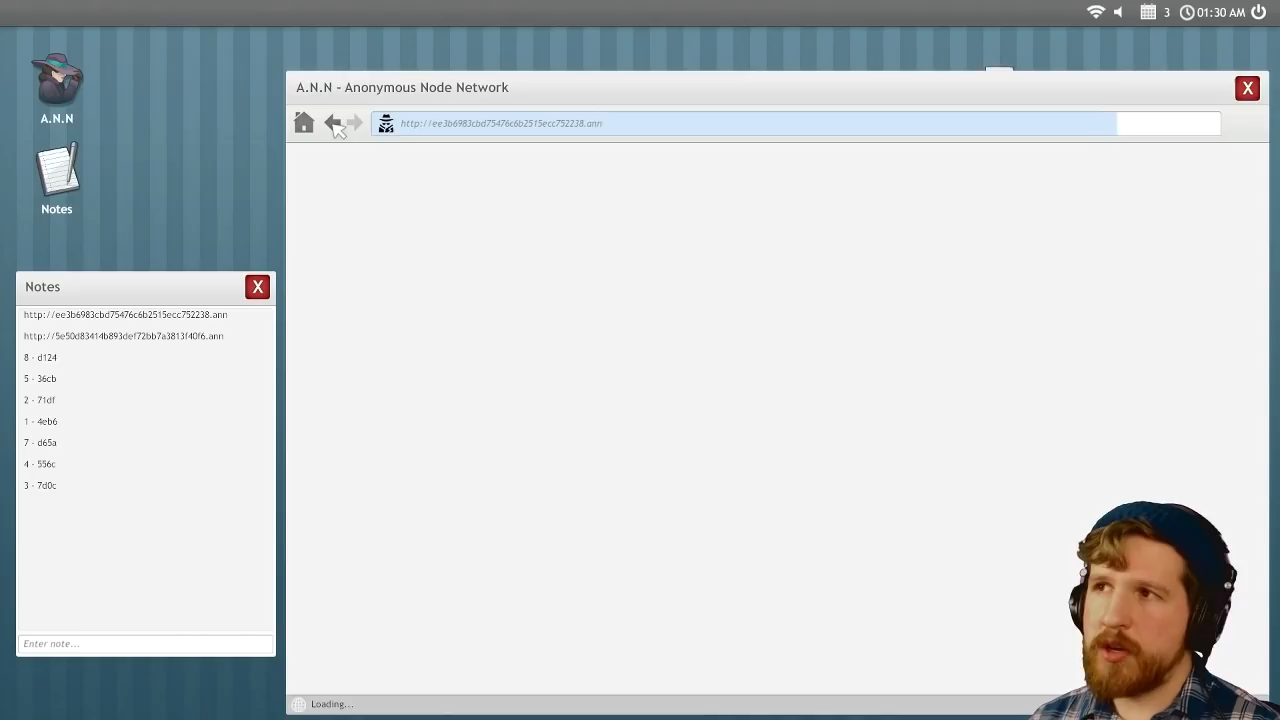 3 01:30 AM
A.N.N
Notes
A.N.N - Anonymous Node Network
X
http://ee3b6983cbd75476c6b2515ecc752238.ann
Notes
X
http://ee3b6983cbd75476c6b2515ecc752238.ann
http://5e50d83414b893def72bb7a3813f40f6.ann
8 - d124
5 - 36cb
2 - 71df
1 - 4eb6
7 - d65a
4 - 556c
3 - 7d0c
Enter note...
Loading...